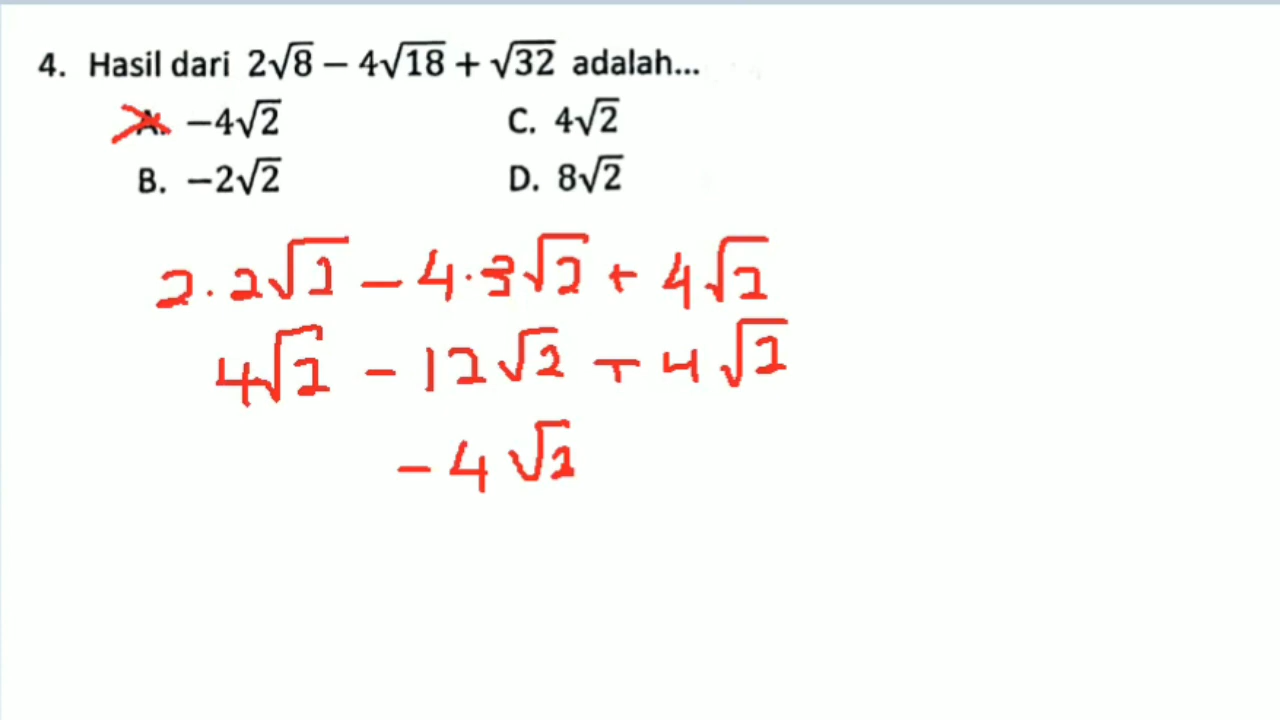 4. Hasil dari 2√8 − 4√18 + √32 adalah...
A. −4√2 C. 4√2
B. −2√2 D. 8√2
2.2√2 − 4·3√2 + 4√2
4√2 − 12√2 + 4√2
−4√2